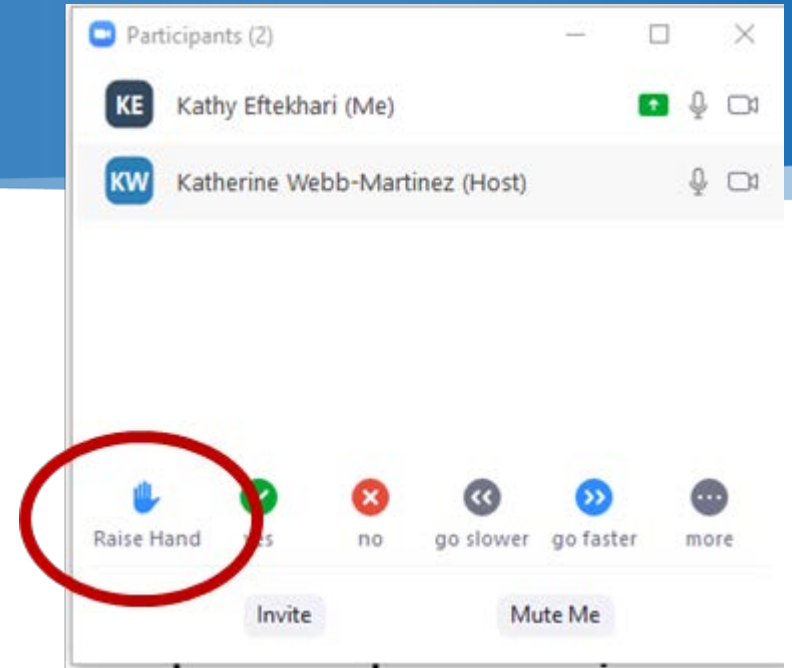 Participants (2)
KE Kathy Eftekhari (Me)
KW Katherine Webb-Martinez (Host)
Raise Hand yes no go slower go faster more
Invite Mute Me